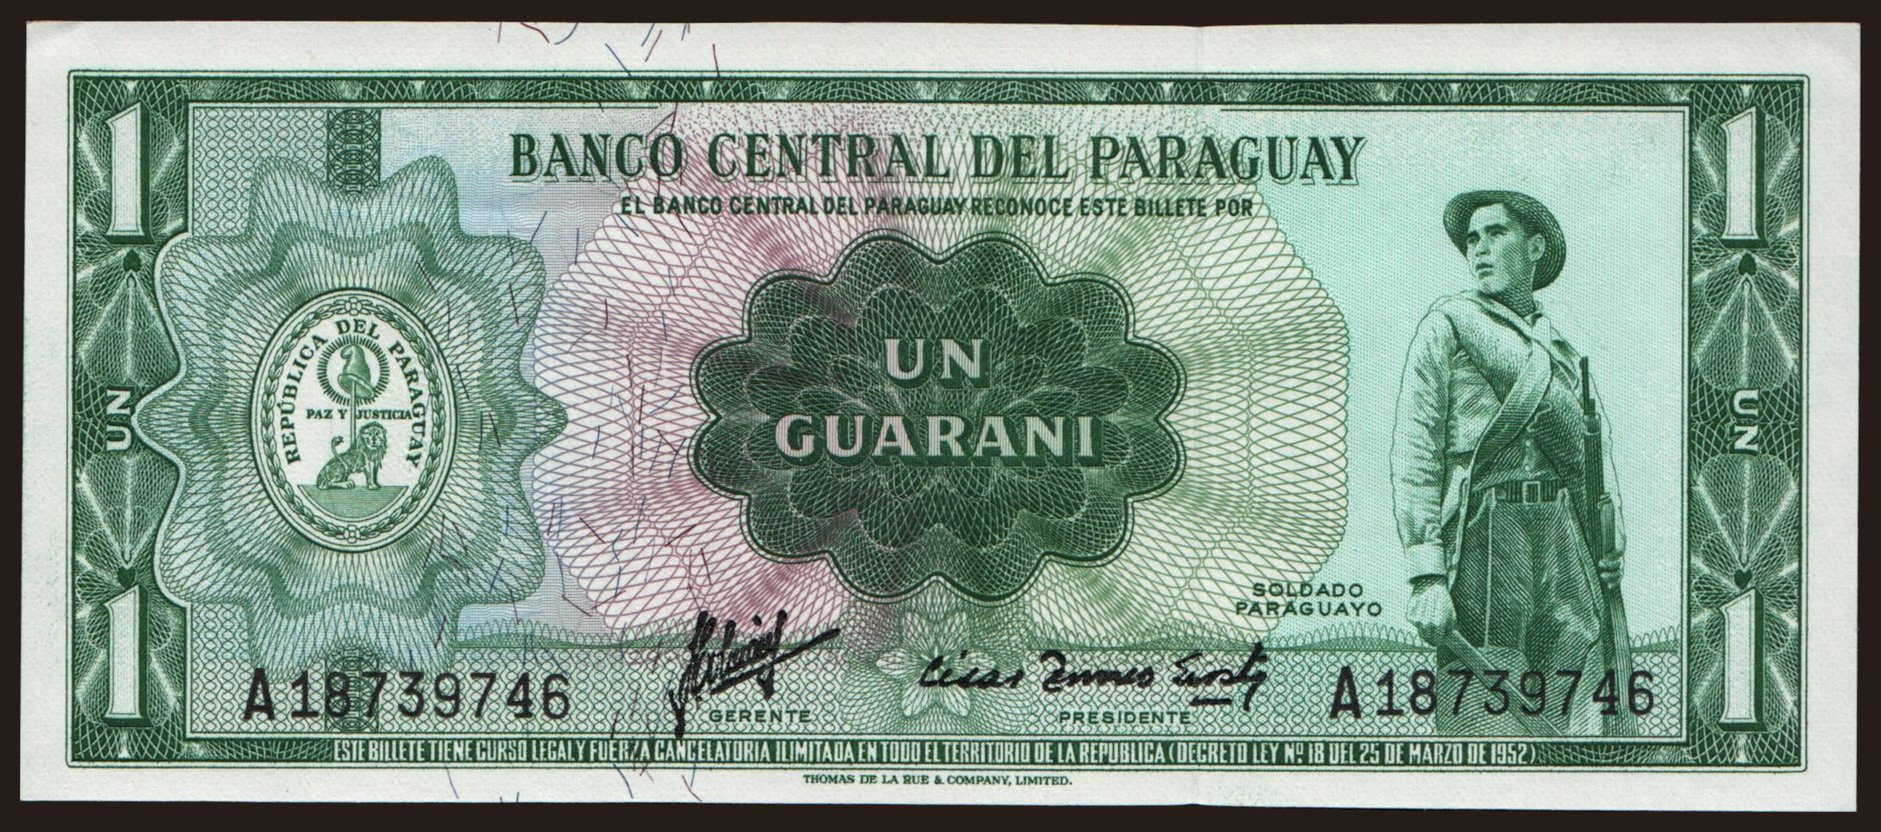 1
1
BANCO CENTRAL DEL PARAGUAY
EL BANCO CENTRAL DEL PARAGUAY RECONOCE ESTE BILLETE POR
REPÚBLICA DEL PARAGUAY
PAZ Y JUSTICIA
UN
UN
GUARANI
UN
SOLDADO
PARAGUAYO
1
1
A18739746
GERENTE
César
PRESIDENTE
A18739746
ESTE BILLETE TIENE CURSO LEGAL Y FUERZA CANCELATORIA ILIMITADA EN TODO EL TERRITORIO DE LA REPUBLICA (DECRETO LEY Nº 18 DEL 25 DE MARZO DE 1952)
THOMAS DE LA RUE & COMPANY, LIMITED.